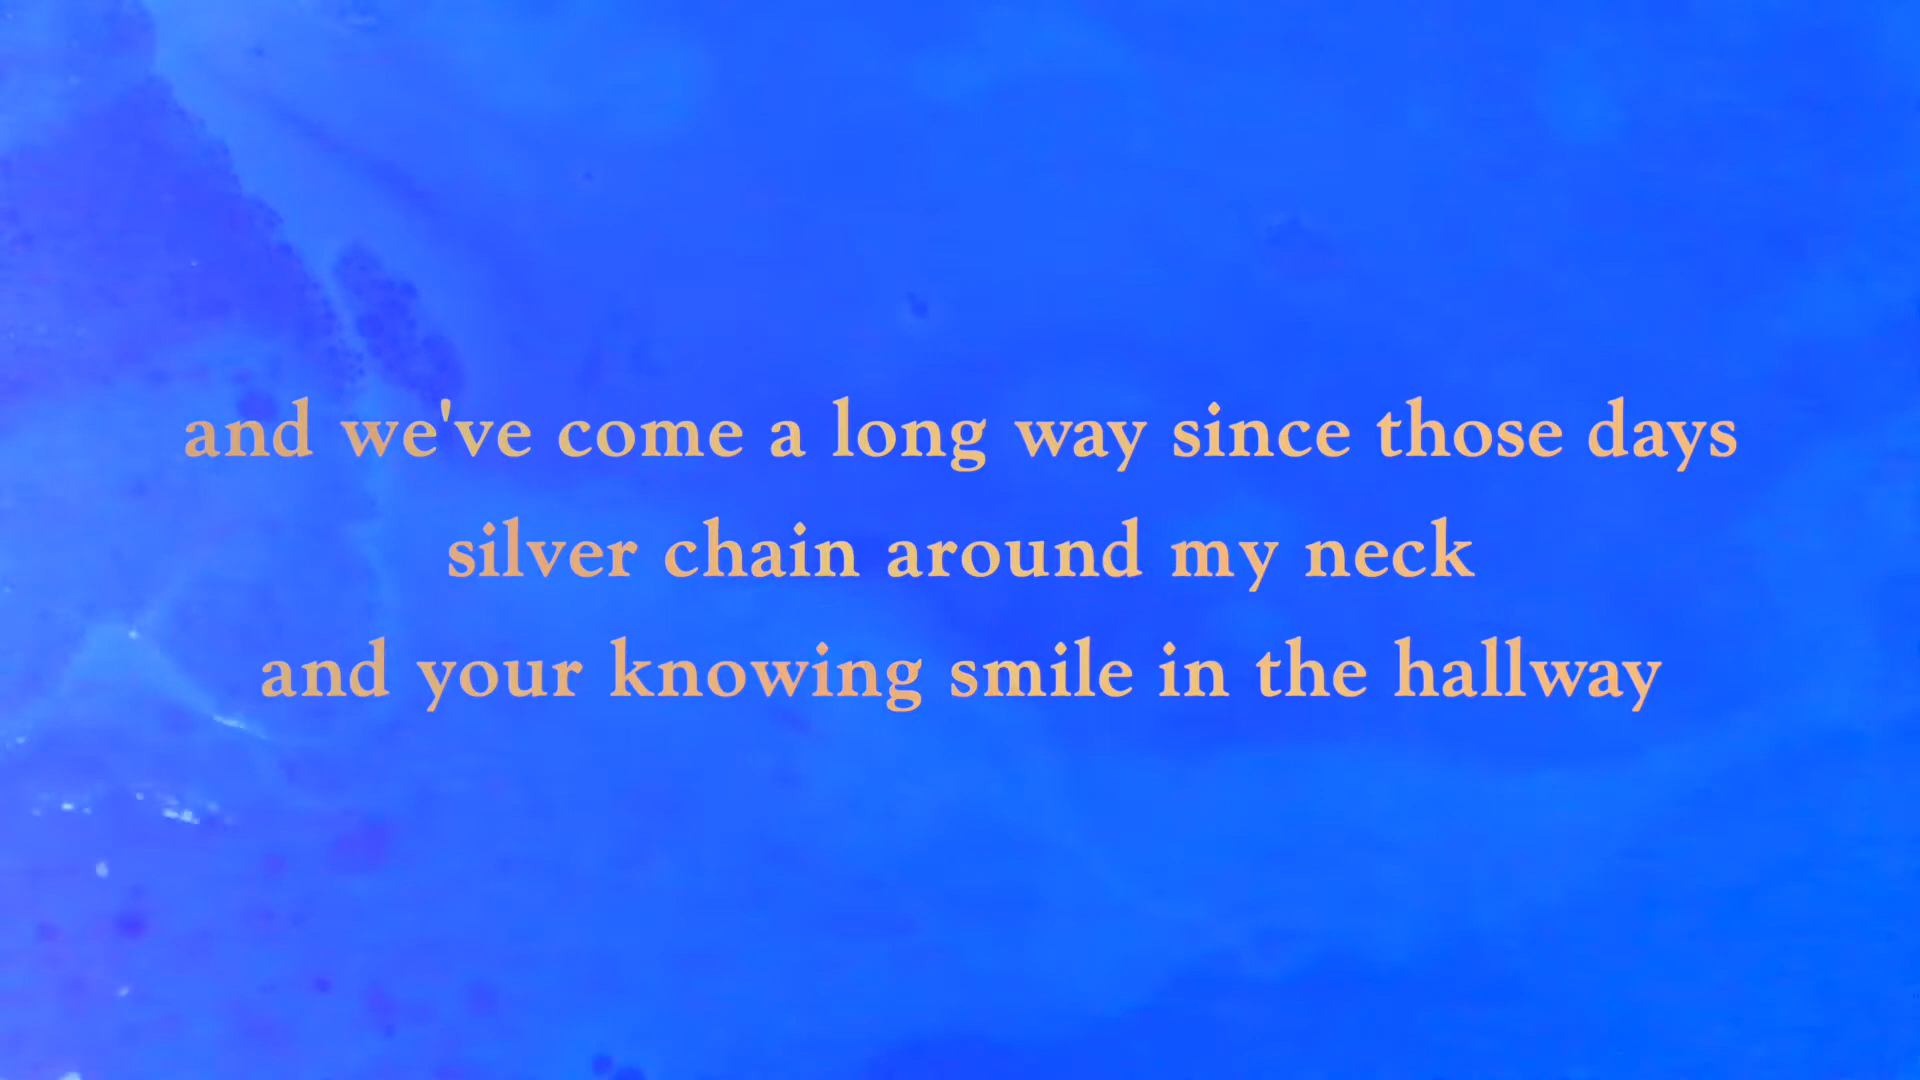 and we've come a long way since those days
silver chain around my neck
and your knowing smile in the hallway